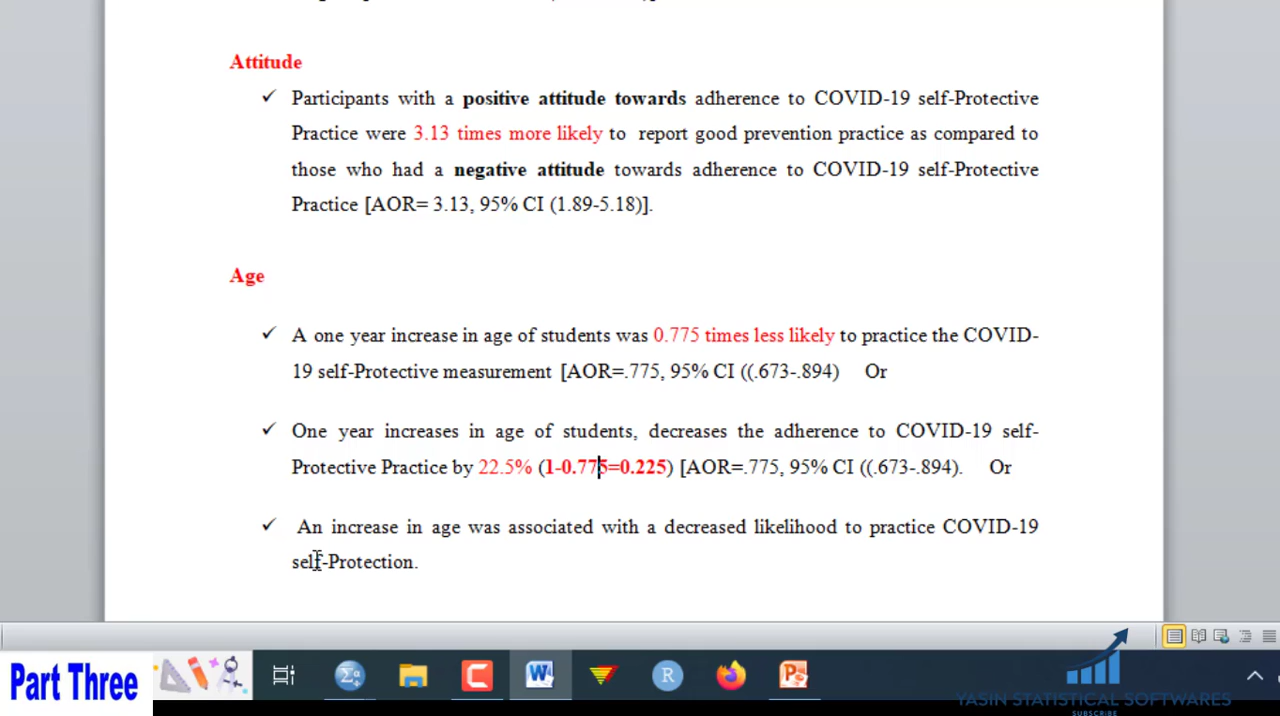 Attitude
✓ Participants with a positive attitude towards adherence to COVID-19 self-Protective
Practice were 3.13 times more likely to report good prevention practice as compared to
those who had a negative attitude towards adherence to COVID-19 self-Protective
Practice [AOR= 3.13, 95% CI (1.89-5.18)].
Age
✓ A one year increase in age of students was 0.775 times less likely to practice the COVID-
19 self-Protective measurement [AOR=.775, 95% CI ((.673-.894) Or
✓ One year increases in age of students, decreases the adherence to COVID-19 self-
Protective Practice by 22.5% (1-0.775=0.225) [AOR=.775, 95% CI ((.673-.894). Or
✓ An increase in age was associated with a decreased likelihood to practice COVID-19
self-Protection.
Part Three
YASIN STATISTICAL SOFTWARES
SUBSCRIBE